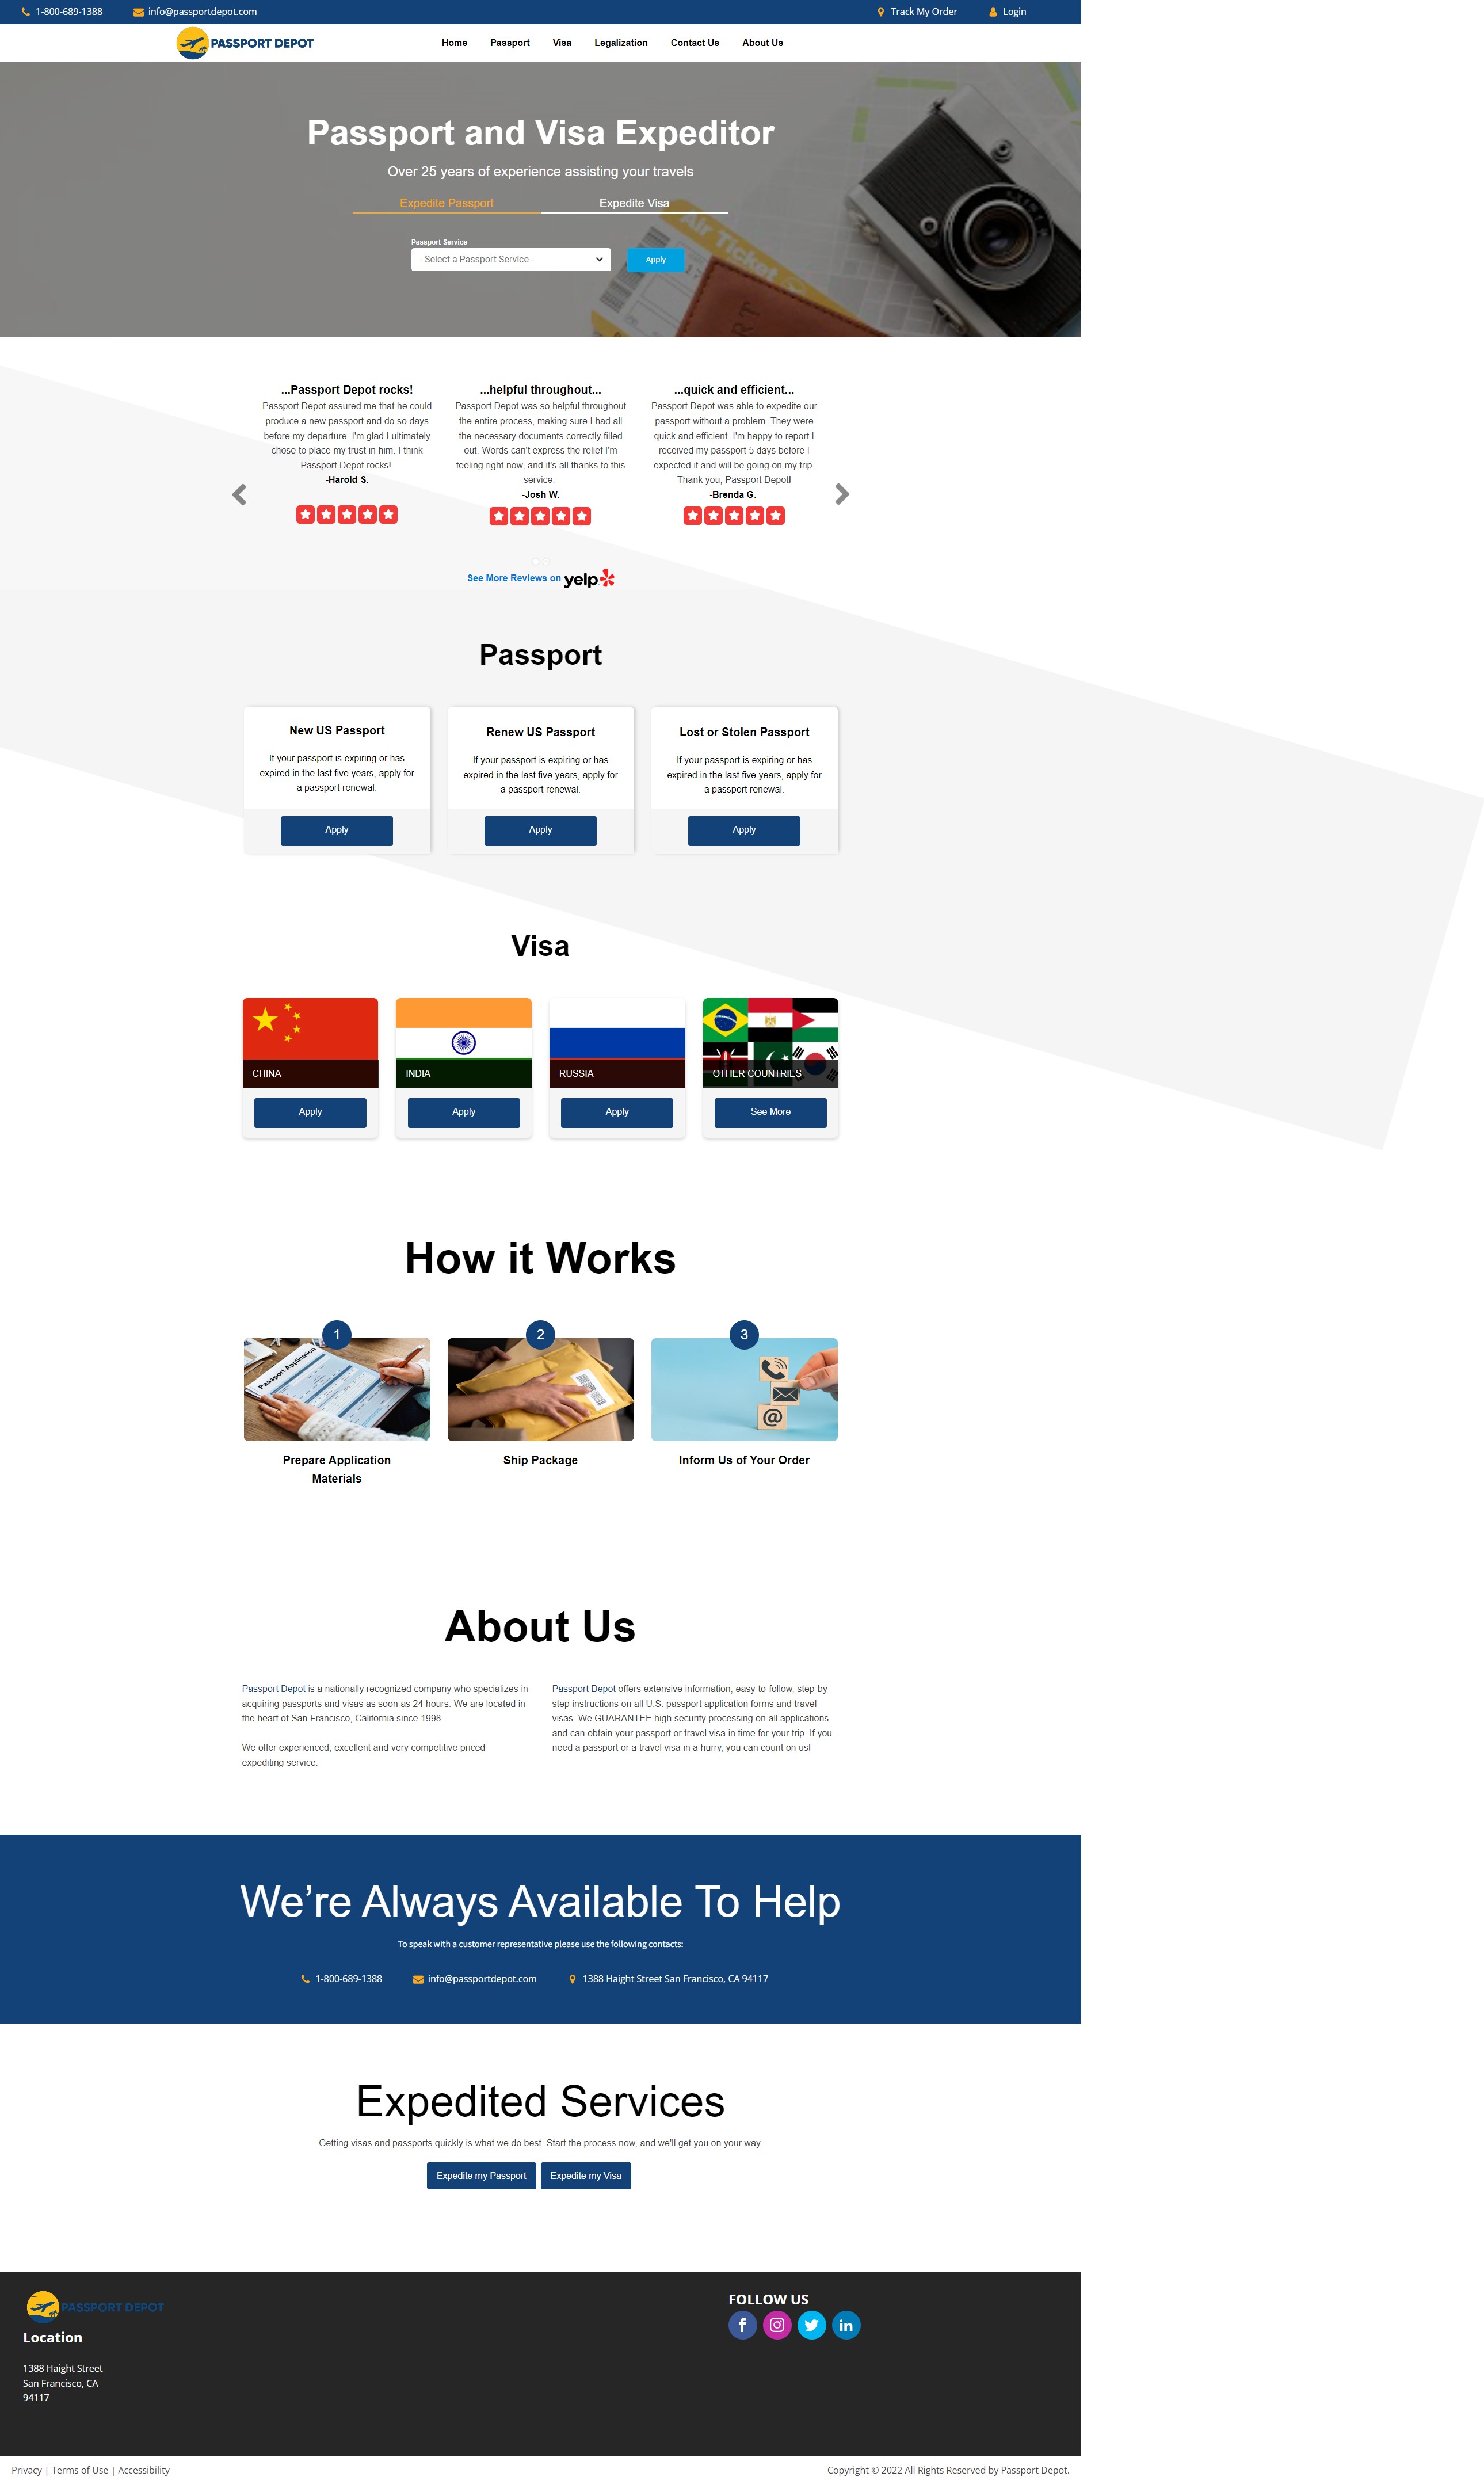 1-800-689-1388 info@passportdepot.com Track My Order Login
PASSPORT DEPOT Home Passport Visa Legalization Contact Us About Us
Passport and Visa Expeditor
Over 25 years of experience assisting your travels
Expedite Passport Expedite Visa
Passport Service
- Select a Passport Service - Apply
Air Ticket
...Passport Depot rocks!
Passport Depot assured me that he could
produce a new passport and do so days
before my departure. I'm glad I ultimately
chose to place my trust in him. I think
Passport Depot rocks!
-Harold S.
...helpful throughout...
Passport Depot was so helpful throughout
the entire process, making sure I had all
the necessary documents correctly filled
out. Words can't express the relief I'm
feeling right now, and it's all thanks to this
service.
-Josh W.
...quick and efficient...
Passport Depot was able to expedite our
passport without a problem. They were
quick and efficient. I'm happy to report I
received my passport 5 days before I
expected it and will be going on my trip.
Thank you, Passport Depot!
-Brenda G.
See More Reviews on yelp
Passport
New US Passport
If your passport is expiring or has
expired in the last five years, apply for
a passport renewal.
Apply
Renew US Passport
If your passport is expiring or has
expired in the last five years, apply for
a passport renewal.
Apply
Lost or Stolen Passport
If your passport is expiring or has
expired in the last five years, apply for
a passport renewal.
Apply
Visa
CHINA
Apply
INDIA
Apply
RUSSIA
Apply
OTHER COUNTRIES
See More
How it Works
1
Passport Application
Prepare Application
Materials
2
Ship Package
3
@
Inform Us of Your Order
About Us
Passport Depot is a nationally recognized company who specializes in
acquiring passports and visas as soon as 24 hours. We are located in
the heart of San Francisco, California since 1998.
We offer experienced, excellent and very competitive priced
expediting service.
Passport Depot offers extensive information, easy-to-follow, step-by-
step instructions on all U.S. passport application forms and travel
visas. We GUARANTEE high security processing on all applications
and can obtain your passport or travel visa in time for your trip. If you
need a passport or a travel visa in a hurry, you can count on us!
We're Always Available To Help
To speak with a customer representative please use the following contacts:
1-800-689-1388 info@passportdepot.com 1388 Haight Street San Francisco, CA 94117
Expedited Services
Getting visas and passports quickly is what we do best. Start the process now, and we'll get you on your way.
Expedite my Passport Expedite my Visa
PASSPORT DEPOT
Location
1388 Haight Street
San Francisco, CA
94117
FOLLOW US
Privacy | Terms of Use | Accessibility
Copyright © 2022 All Rights Reserved by Passport Depot.